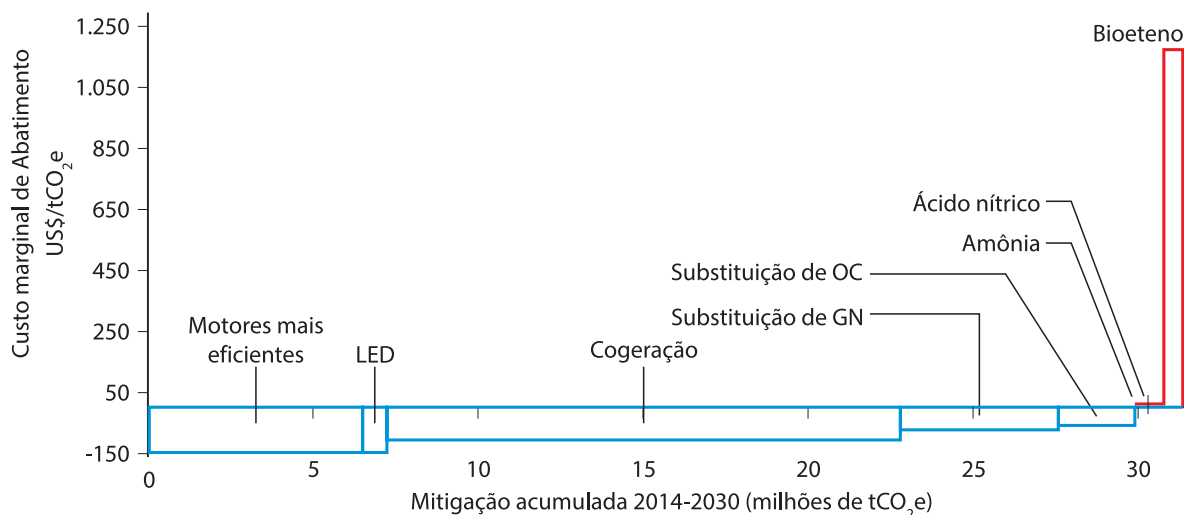 Custo marginal de Abatimento
US$/tCO₂e
1.250
1.050
850
650
450
250
50
-150
Bioeteno
Ácido nítrico
Amônia
Substituição de OC
Substituição de GN
Motores mais
eficientes
LED
Cogeração
0
5
10
15
20
25
30
Mitigação acumulada 2014-2030 (milhões de tCO₂e)